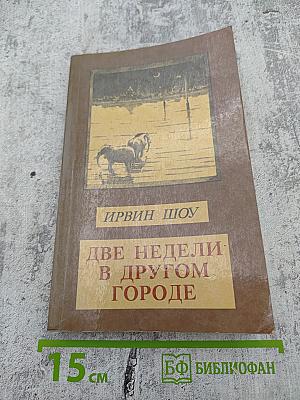 ИРВИН ШОУ
ДВЕ НЕДЕЛИ
В ДРУГОМ
ГОРОДЕ
15 см
БФ БИБЛИОФАН